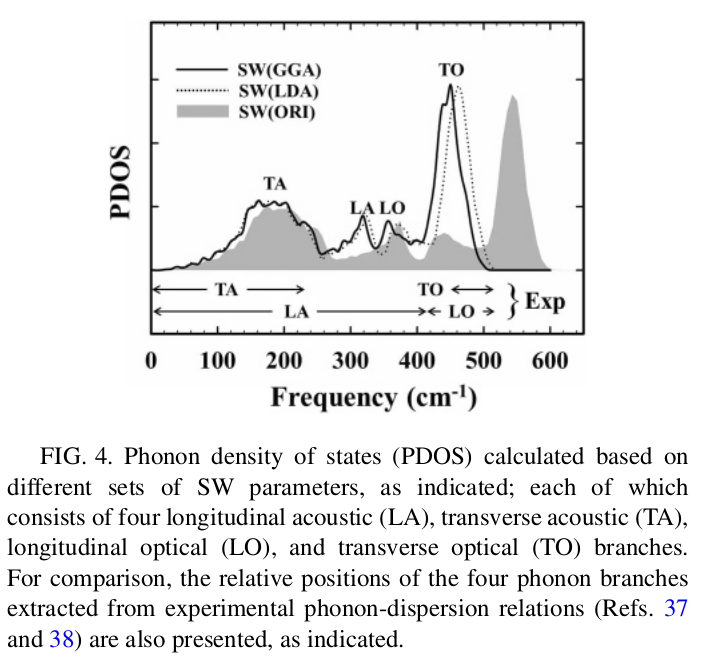 SW(GGA)
SW(LDA)
SW(ORI)
TO
TA
LA LO
PDOS
TA TO
LA LO
} Exp
0 100 200 300 400 500 600
Frequency (cm⁻¹)
FIG. 4. Phonon density of states (PDOS) calculated based on
different sets of SW parameters, as indicated; each of which
consists of four longitudinal acoustic (LA), transverse acoustic (TA),
longitudinal optical (LO), and transverse optical (TO) branches.
For comparison, the relative positions of the four phonon branches
extracted from experimental phonon-dispersion relations (Refs. 37
and 38) are also presented, as indicated.